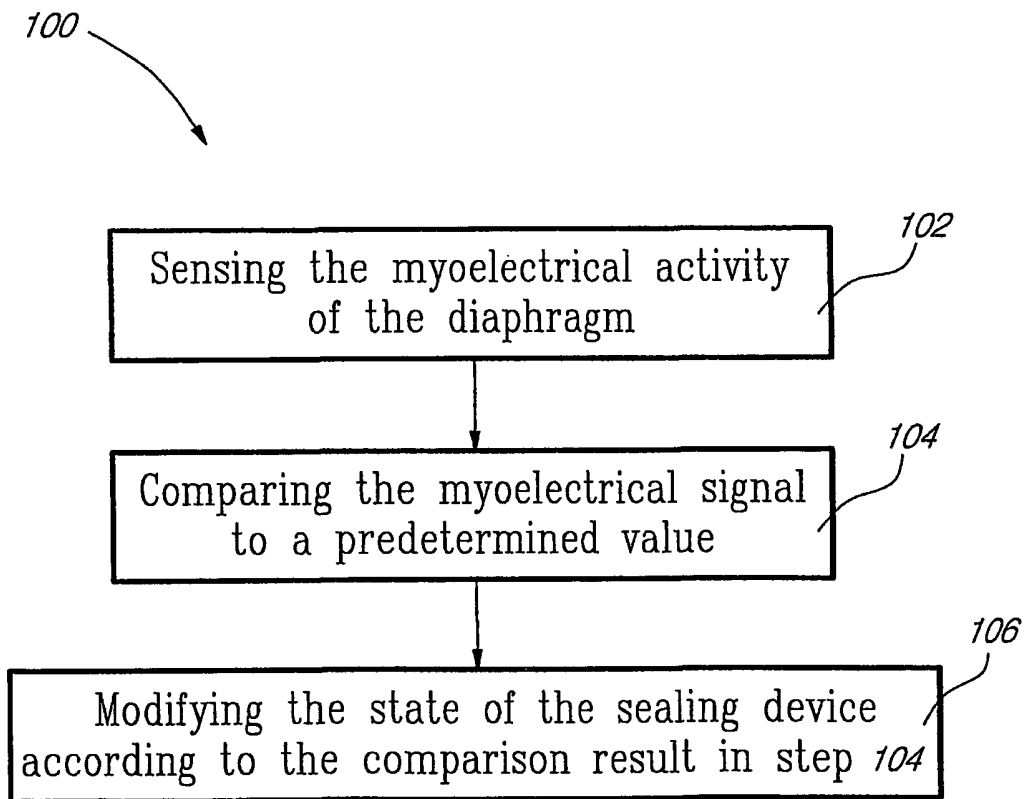 100
102
Sensing the myoelectrical activity
of the diaphragm
104
Comparing the myoelectrical signal
to a predetermined value
106
Modifying the state of the sealing device
according to the comparison result in step 104